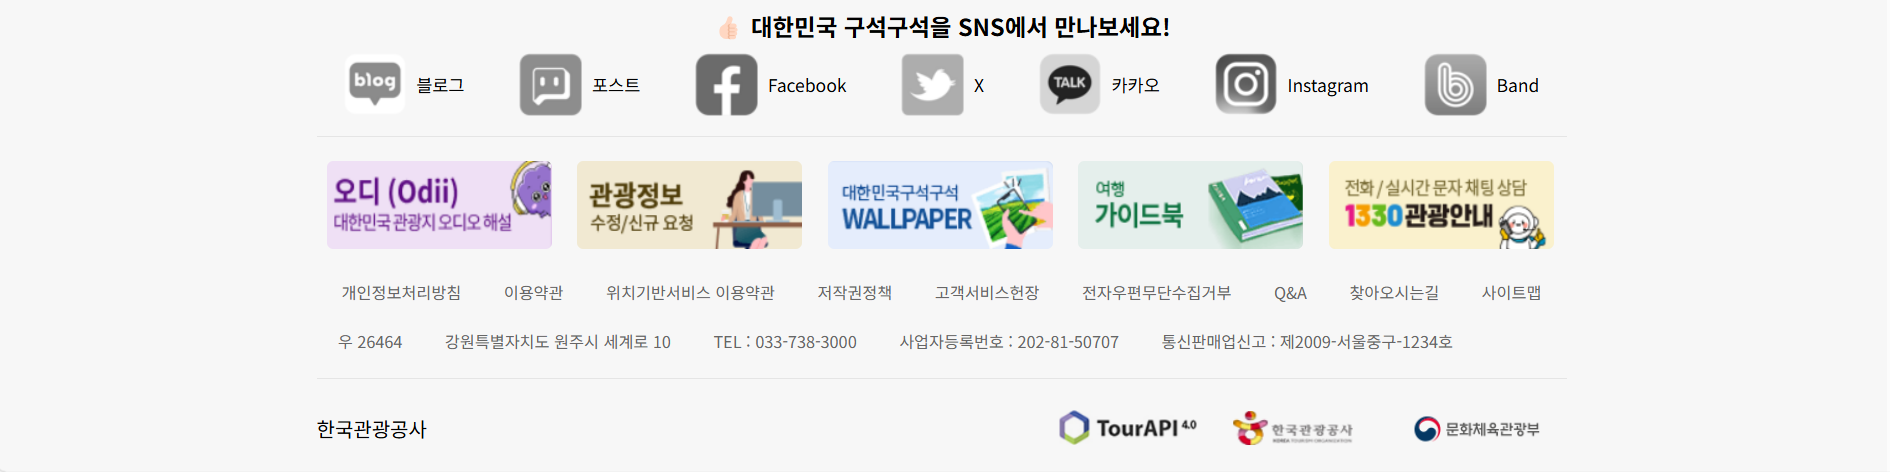 대한민국 구석구석을 SNS에서 만나보세요!
blog 블로그 포스트 Facebook X TALK 카카오 Instagram Band
오디 (Odii)
대한민국 관광지 오디오 해설
관광정보
수정/신규 요청
대한민국구석구석
WALLPAPER
여행
가이드북
전화 / 실시간 문자 채팅 상담
1330 관광안내
개인정보처리방침 이용약관 위치기반서비스 이용약관 저작권정책 고객서비스헌장 전자우편무단수집거부 Q&A 찾아오시는길 사이트맵
우 26464 강원특별자치도 원주시 세계로 10 TEL : 033-738-3000 사업자등록번호 : 202-81-50707 통신판매업신고 : 제2009-서울중구-1234호
한국관광공사
TourAPI 4.0
한국관광공사
KOREA TOURISM ORGANIZATION
문화체육관광부